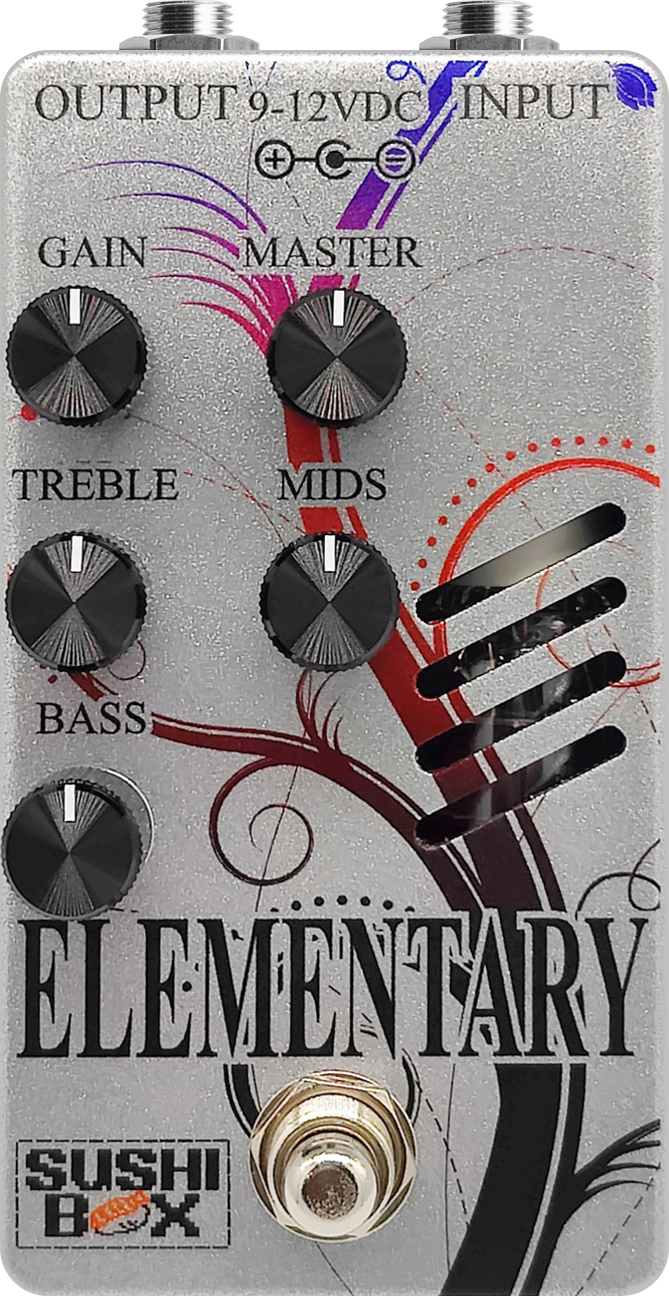 OUTPUT 9-12VDC INPUT
GAIN MASTER
TREBLE MIDS
BASS
ELEMENTARY
SUSHI
BOX